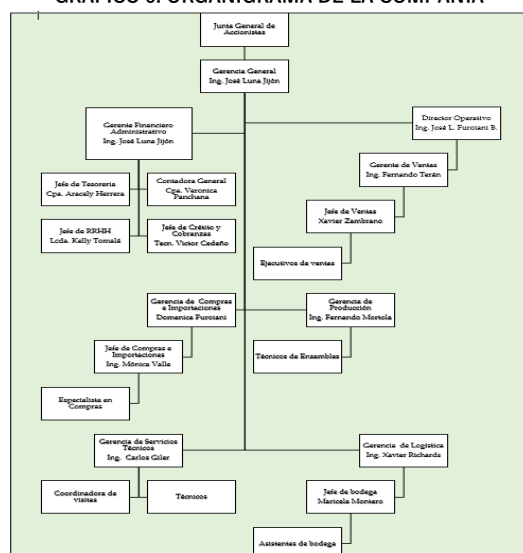 GRÁFICO 3. ORGANIGRAMA DE LA COMPAÑÍA
Junta General de
Accionistas
Gerencia General
Ing. José Luna Jijón
Gerente Financiero
Administrativo
Ing. José Luna Jijón
Director Operativo
Ing. José L. Furoiani B.
Gerente de Ventas
Ing. Fernando Terán
Jefe de Tesorería
Cpa. Aracely Herrera
Contadora General
Cpa. Veronica
Panchana
Jefe de Ventas
Xavier Zambrano
Jefe de RRHH
Lcda. Kelly Tomalá
Jefe de Crédito y
Cobranzas
Tecn. Victor Cedeño
Ejecutivos de ventas
Gerencia de Compras
e Importaciones
Domenica Furoiani
Gerencia de
Producción
Ing. Fernando Mortola
Jefe de Compras e
Importaciones
Ing. Mónica Valle
Técnicos de Ensambles
Especialista en
Compras
Gerencia de Servicios
Técnicos
Ing. Carlos Giler
Gerencia de Logística
Ing. Xavier Richards
Coordinadora de
visitas
Técnicos
Jefe de bodega
Maricela Montero
Asistentes de bodega